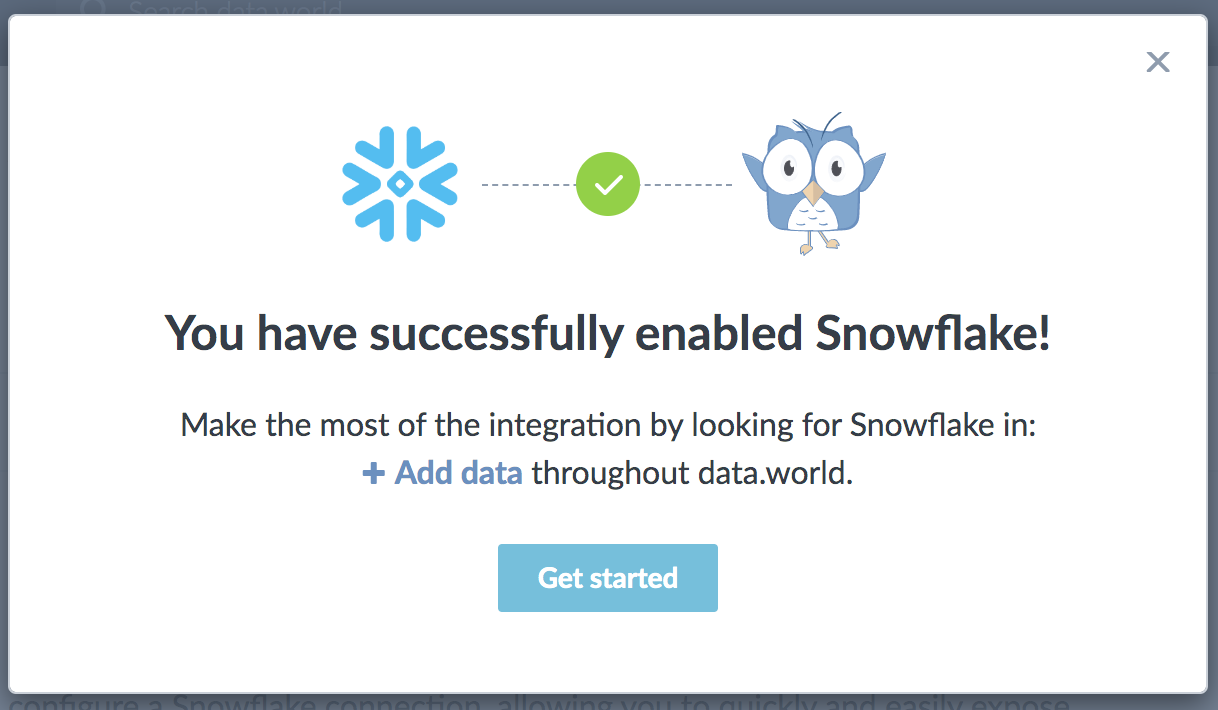 Search data.world
You have successfully enabled Snowflake!
Make the most of the integration by looking for Snowflake in:
+ Add data throughout data.world.
Get started
configure a Snowflake connection, allowing you to quickly and easily expose